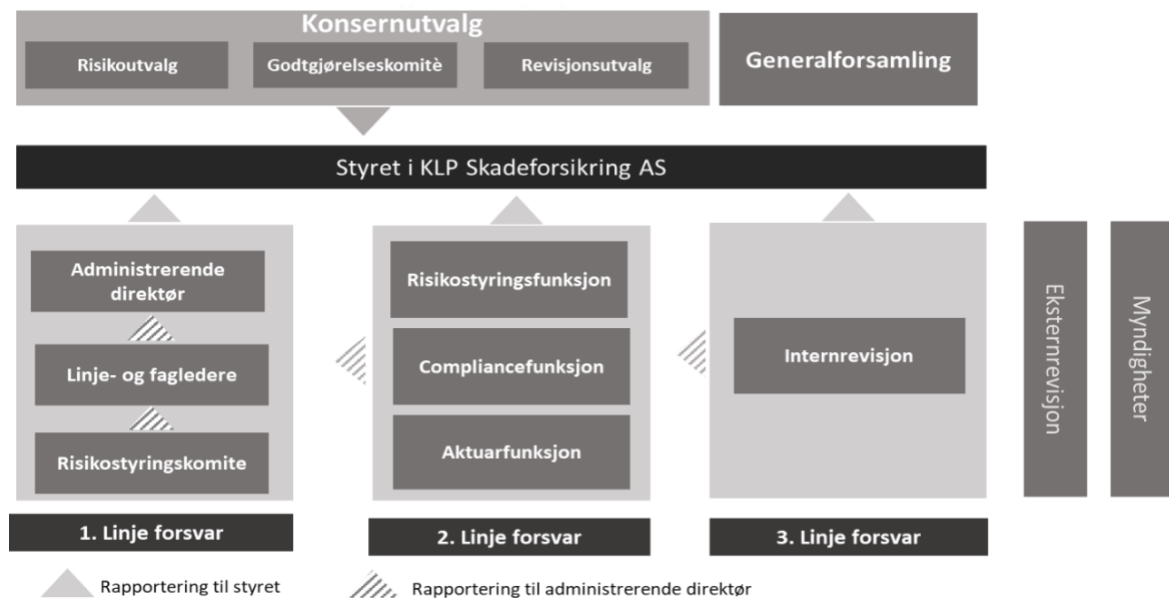 Konsernutvalg
Risikoutvalg
Godtgjørelseskomitè
Revisjonsutvalg
Generalforsamling
Styret i KLP Skadeforsikring AS
Administrerende
direktør
Linje- og fagledere
Risikostyringskomite
1. Linje forsvar
Risikostyringsfunksjon
Compliancefunksjon
Aktuarfunksjon
2. Linje forsvar
Internrevisjon
3. Linje forsvar
Eksternrevisjon
Myndigheter
Rapportering til styret
Rapportering til administrerende direktør